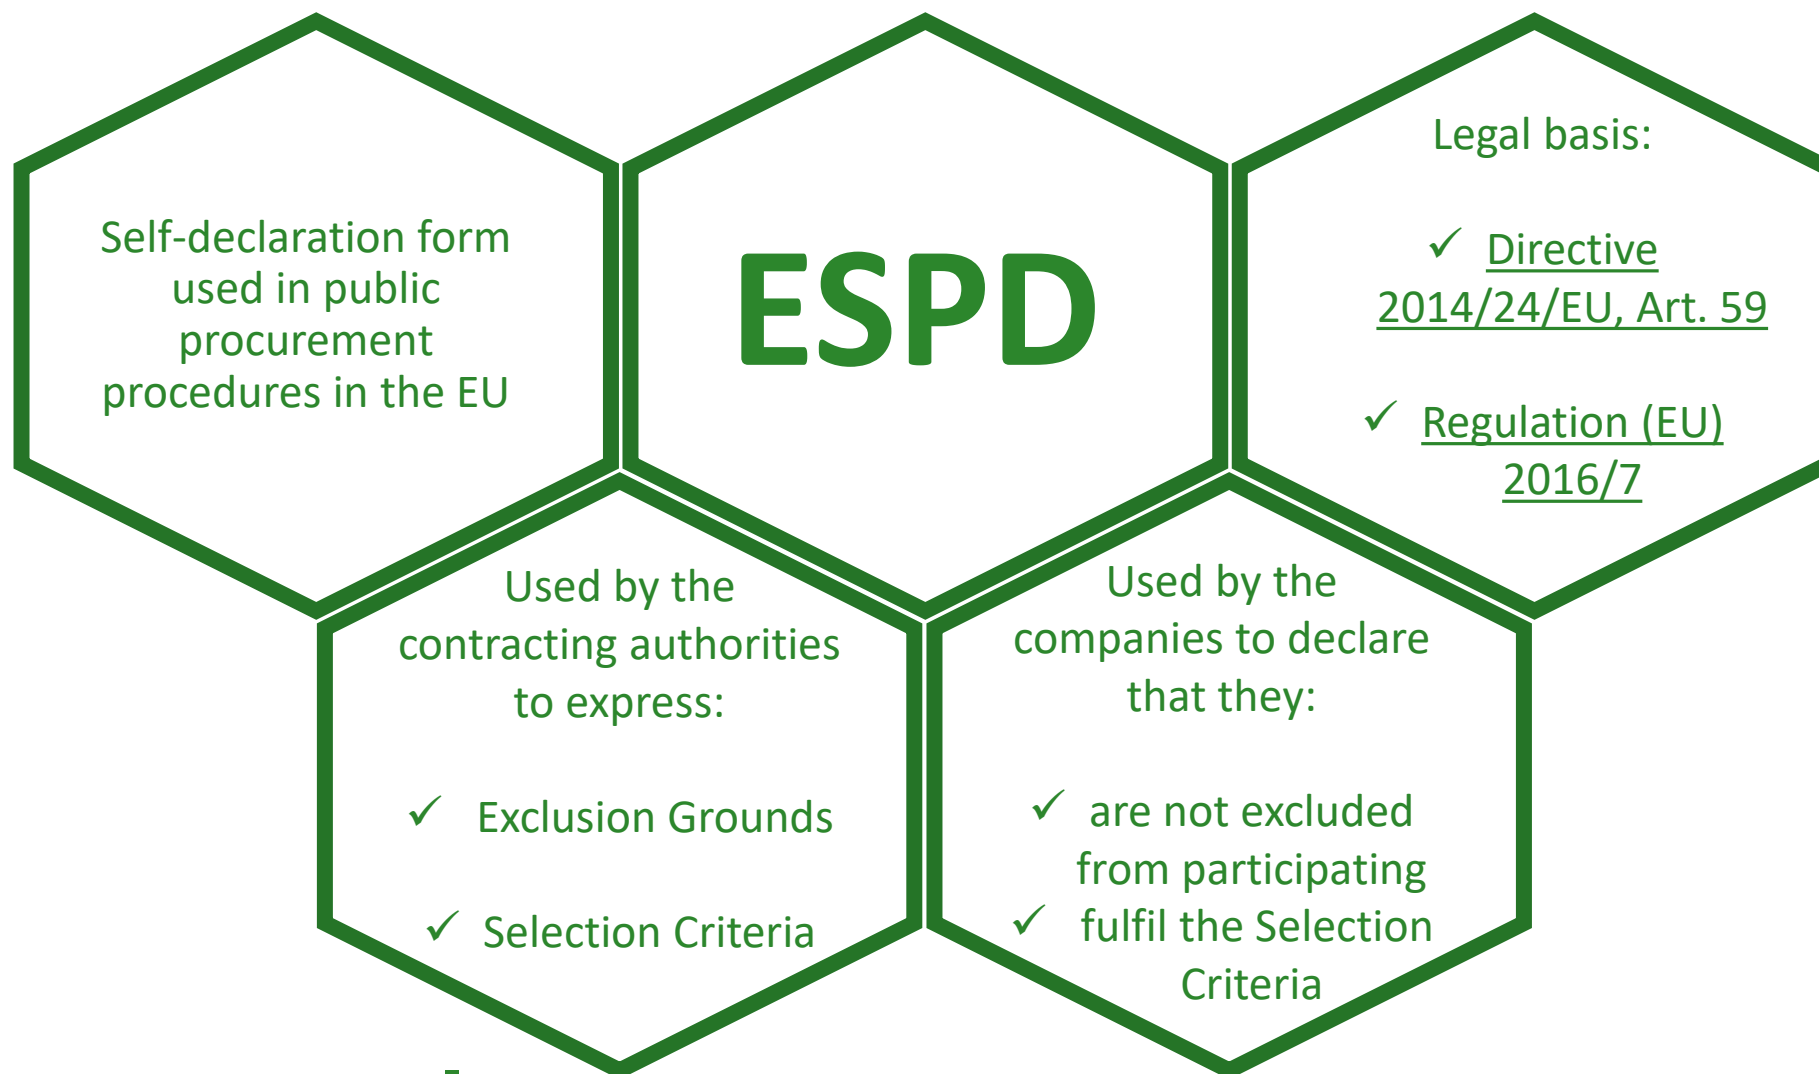 Self-declaration form
used in public
procurement
procedures in the EU
ESPD
Legal basis:
✓ Directive
2014/24/EU, Art. 59
✓ Regulation (EU)
2016/7
Used by the
contracting authorities
to express:
✓ Exclusion Grounds
✓ Selection Criteria
Used by the
companies to declare
that they:
✓ are not excluded
from participating
✓ fulfil the Selection
Criteria